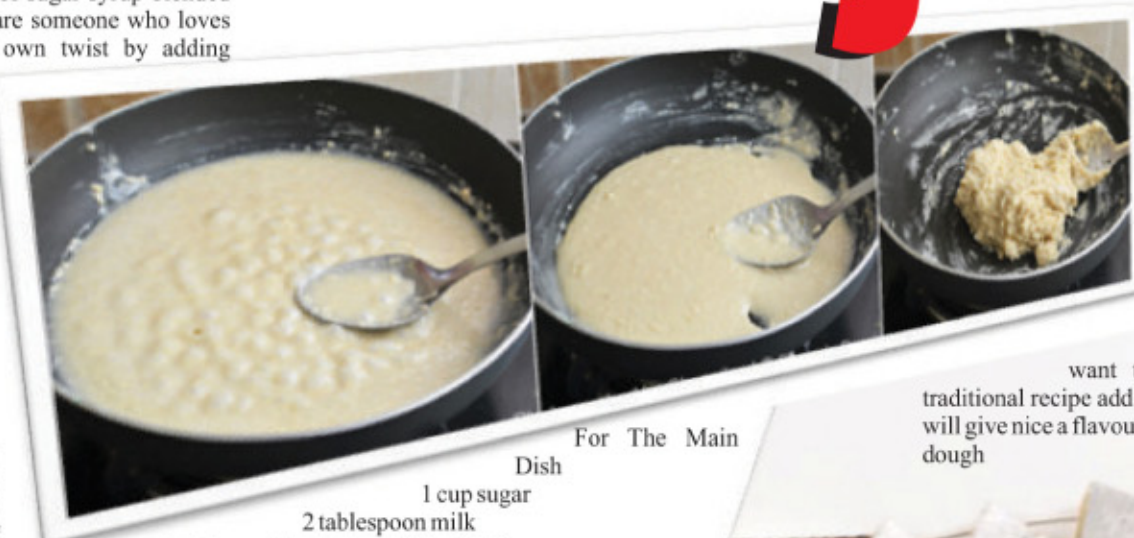 are someone who loves
own twist by adding
For The Main
Dish
1 cup sugar
2 tablespoon milk
want
traditional recipe add
will give nice a flavou
dough